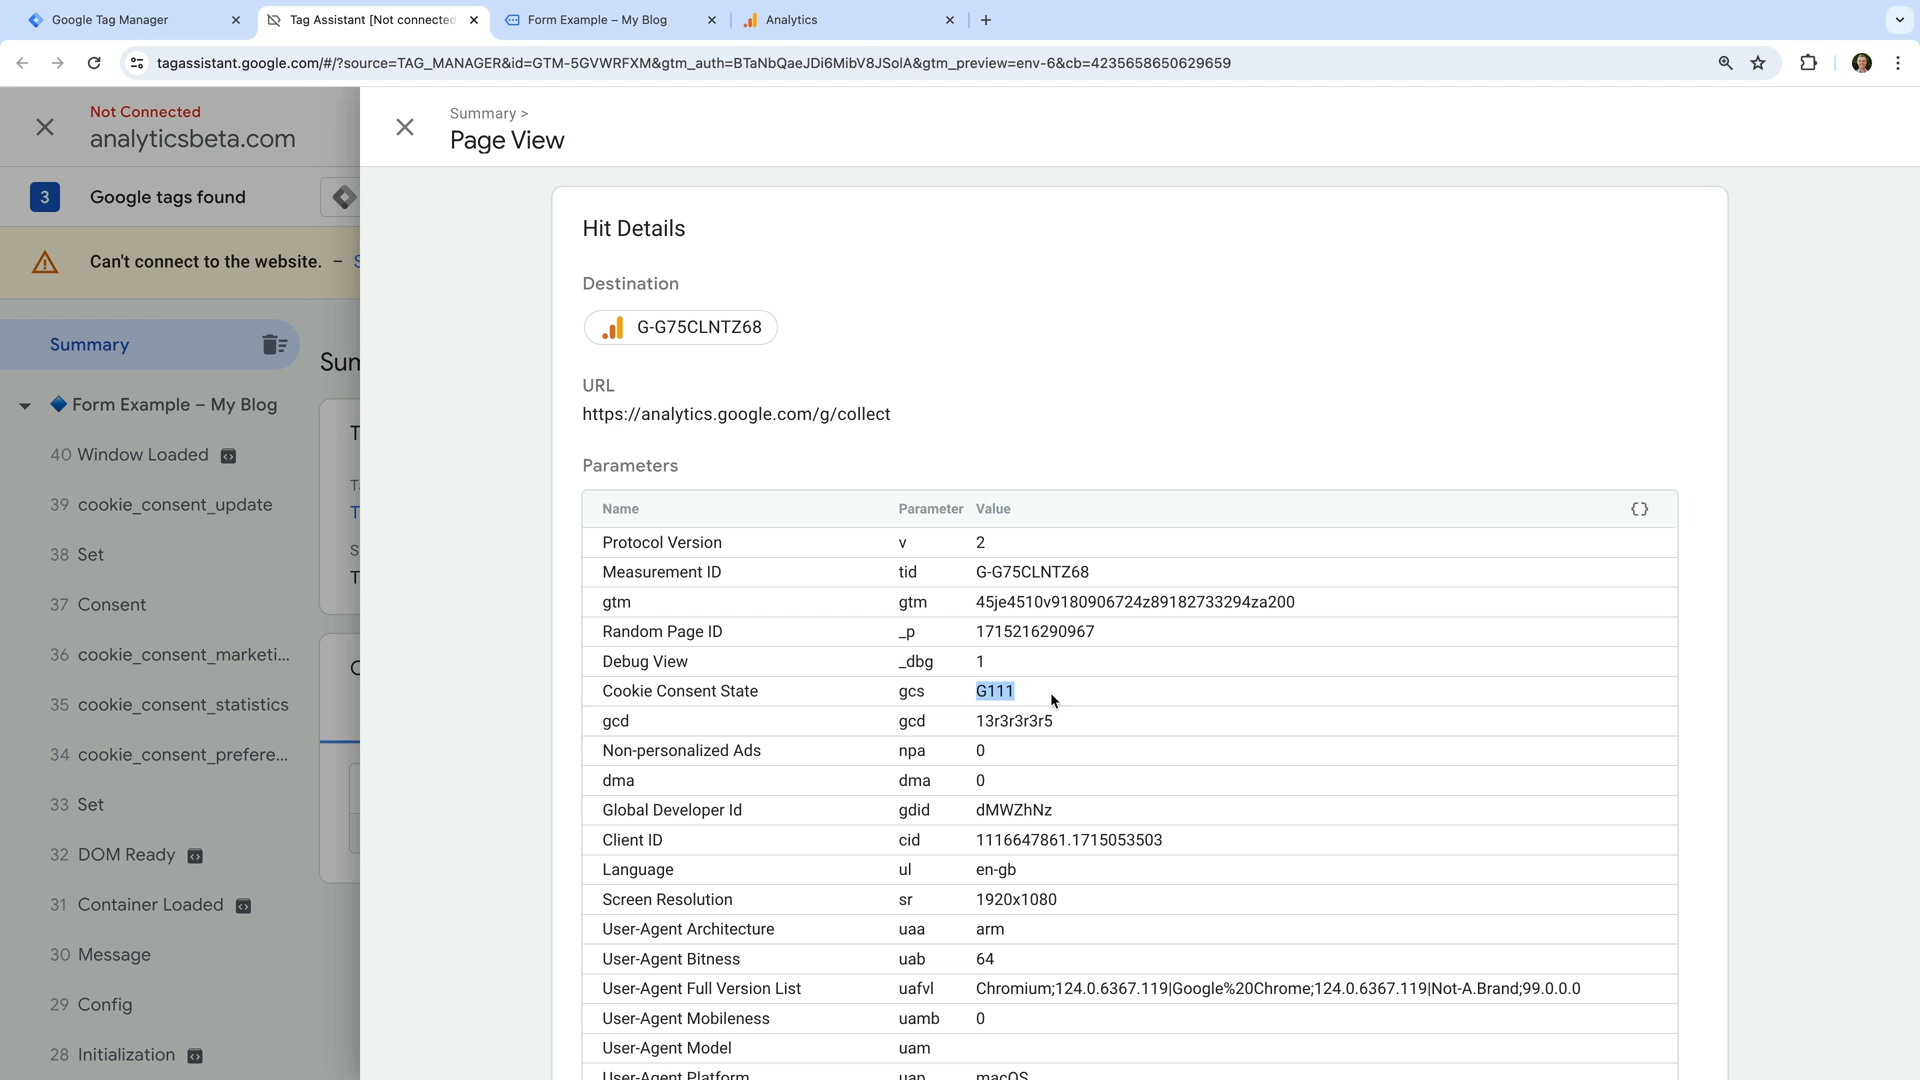 Google Tag Manager
Tag Assistant [Not connected
Form Example – My Blog
Analytics
tagassistant.google.com/#/?source=TAG_MANAGER&id=GTM-5GVWRFXM&gtm_auth=BTaNbQaeJDi6MibV8JSolA&gtm_preview=env-6&cb=4235658650629659
Not Connected
analyticsbeta.com
3
Google tags found
Can't connect to the website. –
Summary
Form Example – My Blog
40 Window Loaded
39 cookie_consent_update
38 Set
37 Consent
36 cookie_consent_marketi...
35 cookie_consent_statistics
34 cookie_consent_prefere...
33 Set
32 DOM Ready
31 Container Loaded
30 Message
29 Config
28 Initialization
Summary >
Page View
Hit Details
Destination
G-G75CLNTZ68
URL
https://analytics.google.com/g/collect
Parameters
Name Parameter Value
Protocol Version v 2
Measurement ID tid G-G75CLNTZ68
gtm gtm 45je4510v9180906724z89182733294za200
Random Page ID _p 1715216290967
Debug View _dbg 1
Cookie Consent State gcs G111
gcd gcd 13r3r3r3r5
Non-personalized Ads npa 0
dma dma 0
Global Developer Id gdid dMWZhNz
Client ID cid 1116647861.1715053503
Language ul en-gb
Screen Resolution sr 1920x1080
User-Agent Architecture uaa arm
User-Agent Bitness uab 64
User-Agent Full Version List uafvl Chromium;124.0.6367.119|Google%20Chrome;124.0.6367.119|Not-A.Brand;99.0.0.0
User-Agent Mobileness uamb 0
User-Agent Model uam
User-Agent Platform uap macOS